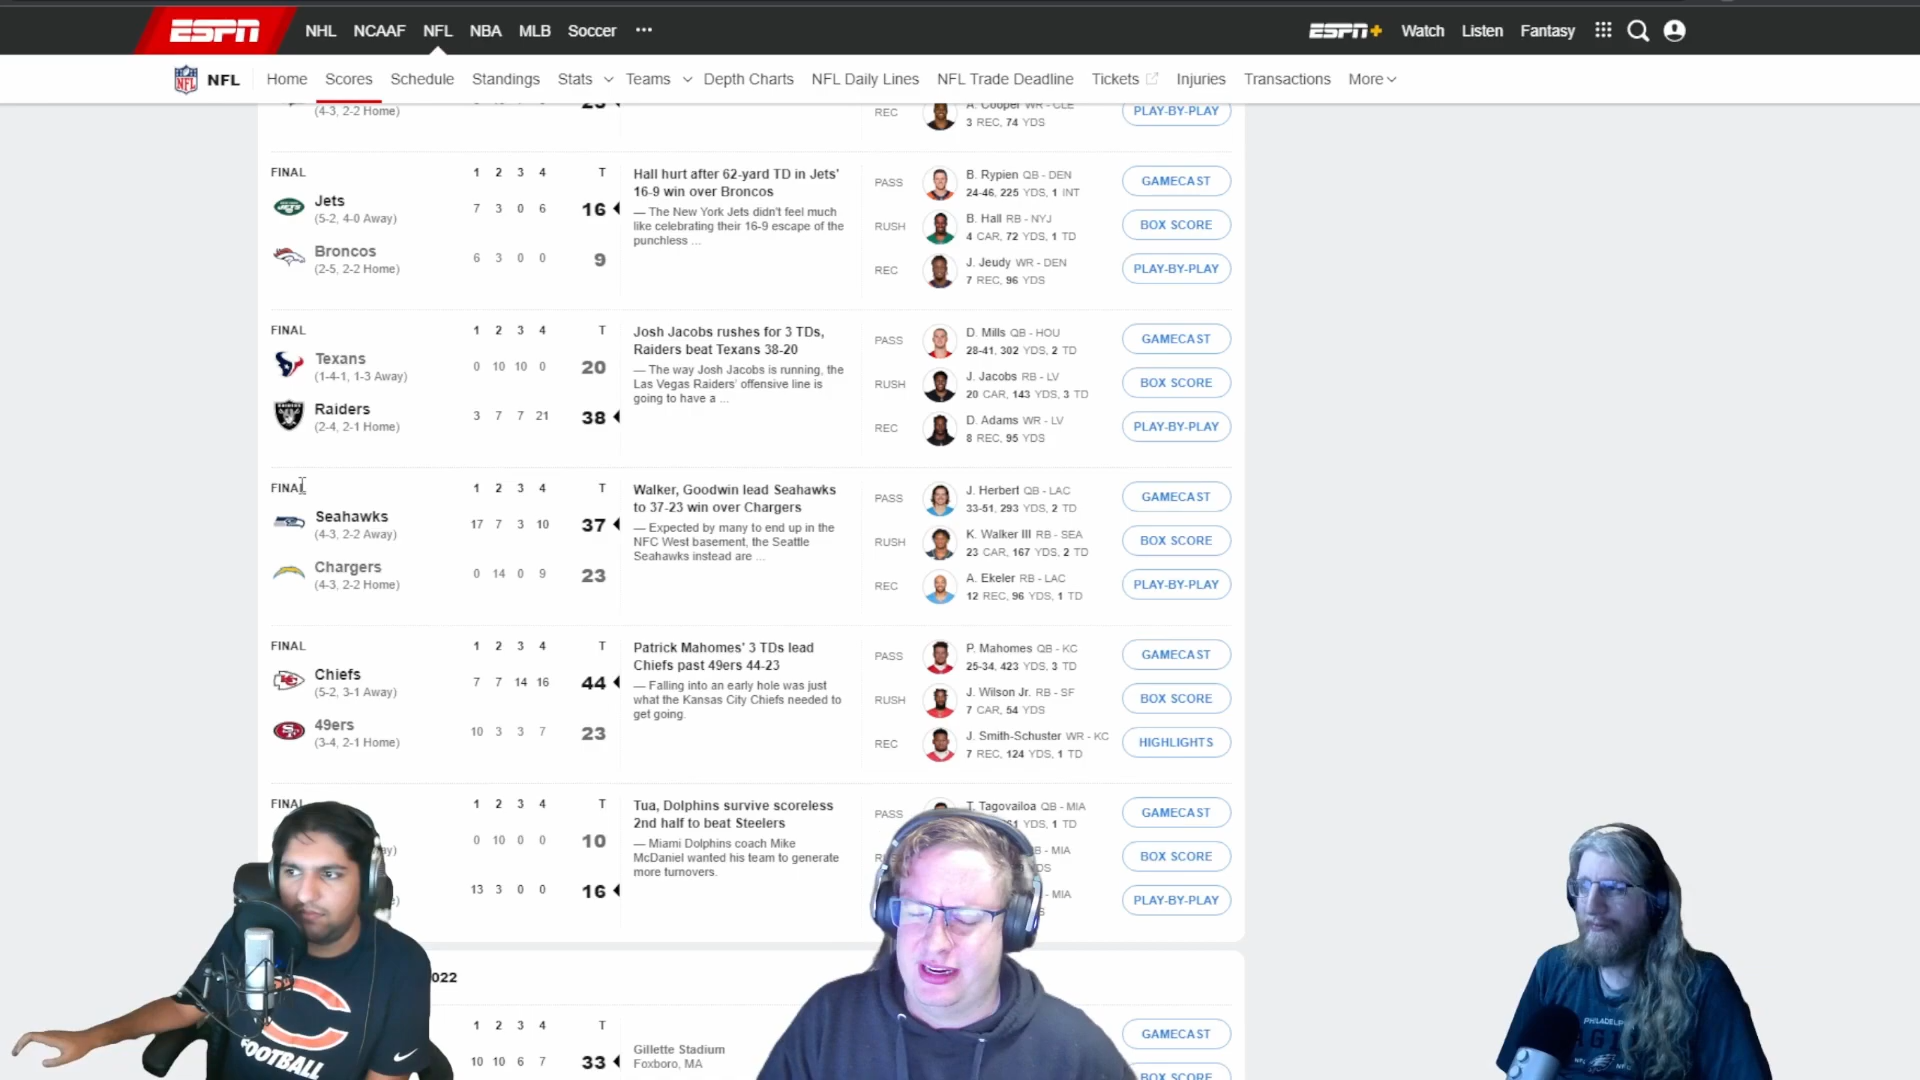 ESPN NHL NCAAF NFL NBA MLB Soccer ••• ESPN+ Watch Listen Fantasy
NFL Home Scores Schedule Standings Stats Teams Depth Charts NFL Daily Lines NFL Trade Deadline Tickets Injuries Transactions More
(4-3, 2-2 Home) REC A. Cooper WR - CLE PLAY-BY-PLAY
3 REC, 74 YDS
FINAL 1 2 3 4 T
Jets
(5-2, 4-0 Away)
7 3 0 6 16
Broncos
(2-5, 2-2 Home)
6 3 0 0 9
Hall hurt after 62-yard TD in Jets'
16-9 win over Broncos
— The New York Jets didn't feel much
like celebrating their 16-9 escape of the
punchless ...
PASS B. Rypien QB - DEN
24-46, 225 YDS, 1 INT
RUSH B. Hall RB - NYJ
4 CAR, 72 YDS, 1 TD
REC J. Jeudy WR - DEN
7 REC, 96 YDS
GAMECAST
BOX SCORE
PLAY-BY-PLAY
FINAL 1 2 3 4 T
Texans
(1-4-1, 1-3 Away)
0 10 10 0 20
Raiders
(2-4, 2-1 Home)
3 7 7 21 38
Josh Jacobs rushes for 3 TDs,
Raiders beat Texans 38-20
— The way Josh Jacobs is running, the
Las Vegas Raiders' offensive line is
going to have a ...
PASS D. Mills QB - HOU
28-41, 302 YDS, 2 TD
RUSH J. Jacobs RB - LV
20 CAR, 143 YDS, 3 TD
REC D. Adams WR - LV
8 REC, 95 YDS
GAMECAST
BOX SCORE
PLAY-BY-PLAY
FINAL 1 2 3 4 T
Seahawks
(4-3, 2-2 Away)
17 7 3 10 37
Chargers
(4-3, 2-2 Home)
0 14 0 9 23
Walker, Goodwin lead Seahawks
to 37-23 win over Chargers
— Expected by many to end up in the
NFC West basement, the Seattle
Seahawks instead are ...
PASS J. Herbert QB - LAC
33-51, 293 YDS, 2 TD
RUSH K. Walker III RB - SEA
23 CAR, 167 YDS, 2 TD
REC A. Ekeler RB - LAC
12 REC, 96 YDS, 1 TD
GAMECAST
BOX SCORE
PLAY-BY-PLAY
FINAL 1 2 3 4 T
Chiefs
(5-2, 3-1 Away)
7 7 14 16 44
49ers
(3-4, 2-1 Home)
10 3 3 7 23
Patrick Mahomes' 3 TDs lead
Chiefs past 49ers 44-23
— Falling into an early hole was just
what the Kansas City Chiefs needed to
get going.
PASS P. Mahomes QB - KC
25-34, 423 YDS, 3 TD
RUSH J. Wilson Jr. RB - SF
7 CAR, 54 YDS
REC J. Smith-Schuster WR - KC
7 REC, 124 YDS, 1 TD
GAMECAST
BOX SCORE
HIGHLIGHTS
FINAL 1 2 3 4 T
0 10 0 0 10
13 3 0 0 16
Tua, Dolphins survive scoreless
2nd half to beat Steelers
— Miami Dolphins coach Mike
McDaniel wanted his team to generate
more turnovers.
PASS T. Tagovailoa QB - MIA
YDS, 1 TD
- MIA
- MIA
GAMECAST
BOX SCORE
PLAY-BY-PLAY
1 2 3 4 T
10 10 6 7 33
Gillette Stadium
Foxboro, MA
GAMECAST
BOX SCORE
FOOTBALL